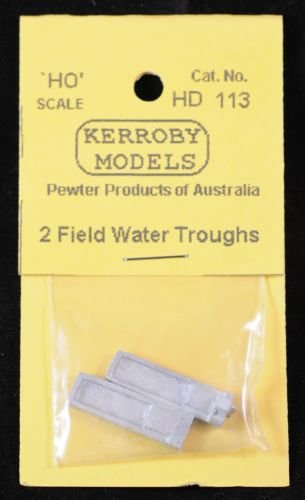 'HO'
SCALE
Cat. No.
HD 113
KERROBY
MODELS
Pewter Products of Australia
2 Field Water Troughs